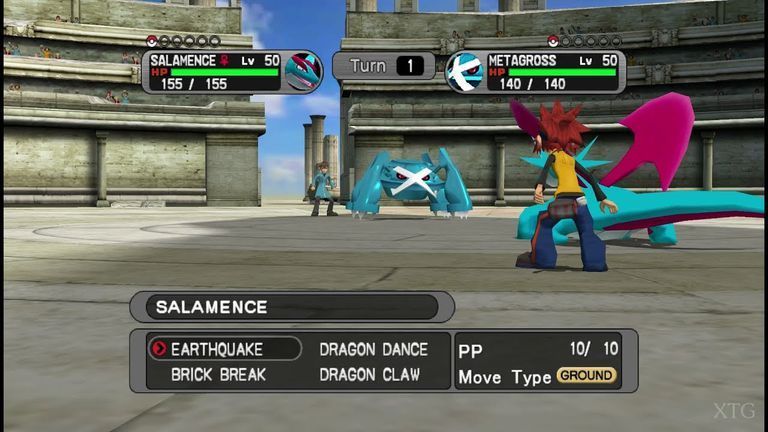 SALAMENCE ♀ Lv 50
HP
155 / 155
Turn 1
METAGROSS Lv 50
HP
140 / 140
SALAMENCE
EARTHQUAKE DRAGON DANCE
BRICK BREAK DRAGON CLAW
PP 10/ 10
Move Type GROUND
XTG